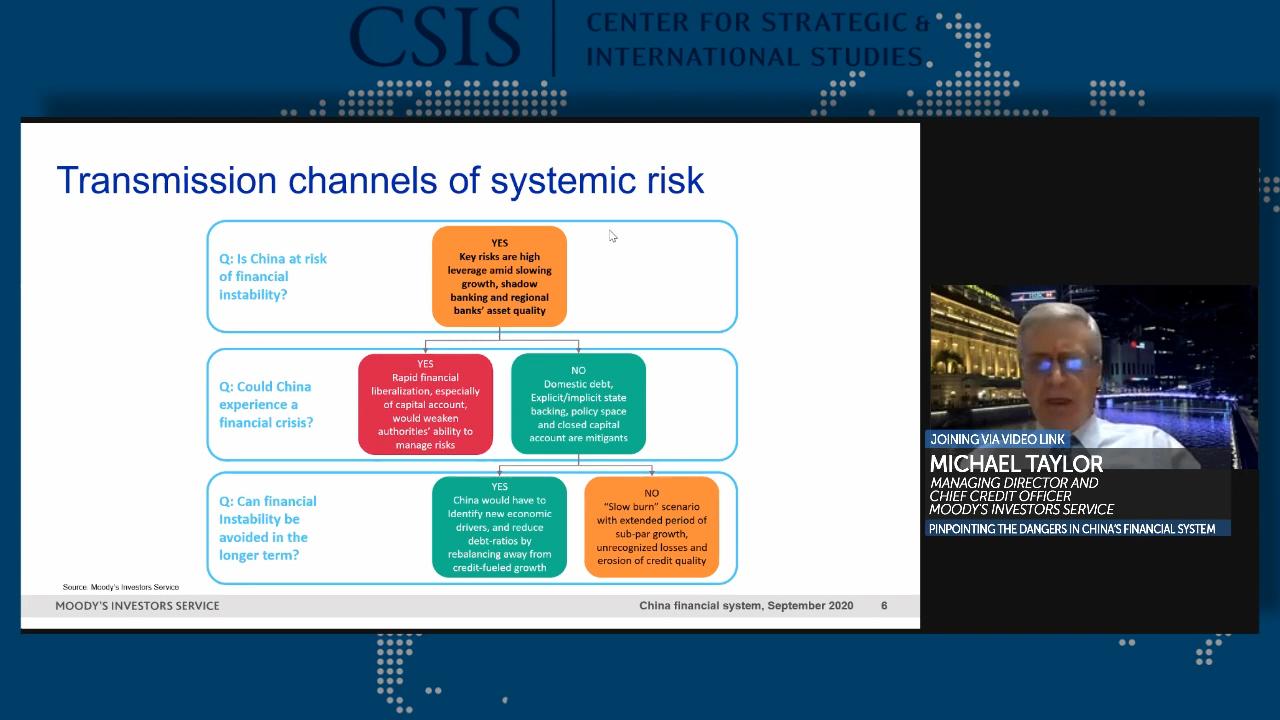 CSIS
CENTER FOR STRATEGIC &
INTERNATIONAL STUDIES
Transmission channels of systemic risk
Q: Is China at risk
of financial
instability?
YES
Key risks are high
leverage amid slowing
growth, shadow
banking and regional
banks' asset quality
Q: Could China
experience a
financial crisis?
YES
Rapid financial
liberalization, especially
of capital account,
would weaken
authorities' ability to
manage risks
NO
Domestic debt,
Explicit/implicit state
backing, policy space
and closed capital
account are mitigants
Q: Can financial
Instability be
avoided in the
longer term?
YES
China would have to
Identify new economic
drivers, and reduce
debt-ratios by
rebalancing away from
credit-fueled growth
NO
"Slow burn" scenario
with extended period of
sub-par growth,
unrecognized losses and
erosion of credit quality
Source: Moody's Investors Service
MOODY'S INVESTORS SERVICE
China financial system, September 2020 6
JOINING VIA VIDEO LINK
MICHAEL TAYLOR
MANAGING DIRECTOR AND
CHIEF CREDIT OFFICER
MOODY'S INVESTORS SERVICE
PINPOINTING THE DANGERS IN CHINA'S FINANCIAL SYSTEM